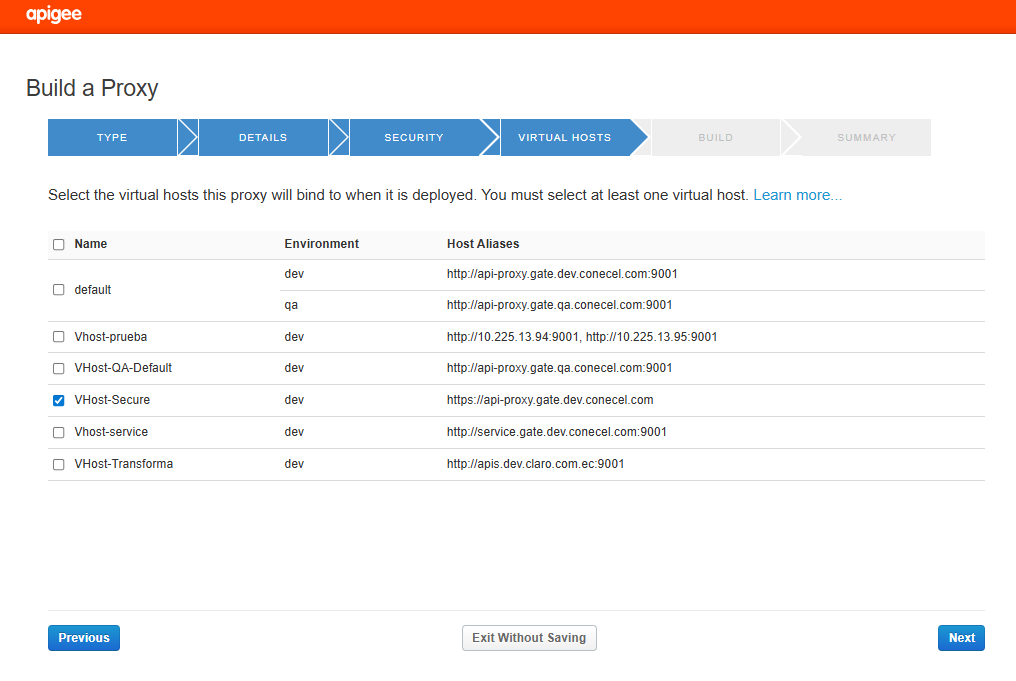 apigee
Build a Proxy
TYPE DETAILS SECURITY VIRTUAL HOSTS BUILD SUMMARY
Select the virtual hosts this proxy will bind to when it is deployed. You must select at least one virtual host. Learn more...
Name Environment Host Aliases
default dev http://api-proxy.gate.dev.conecel.com:9001
qa http://api-proxy.gate.qa.conecel.com:9001
Vhost-prueba dev http://10.225.13.94:9001, http://10.225.13.95:9001
VHost-QA-Default dev http://api-proxy.gate.qa.conecel.com:9001
VHost-Secure dev https://api-proxy.gate.dev.conecel.com
Vhost-service dev http://service.gate.dev.conecel.com:9001
VHost-Transforma dev http://apis.dev.claro.com.ec:9001
Previous Exit Without Saving Next